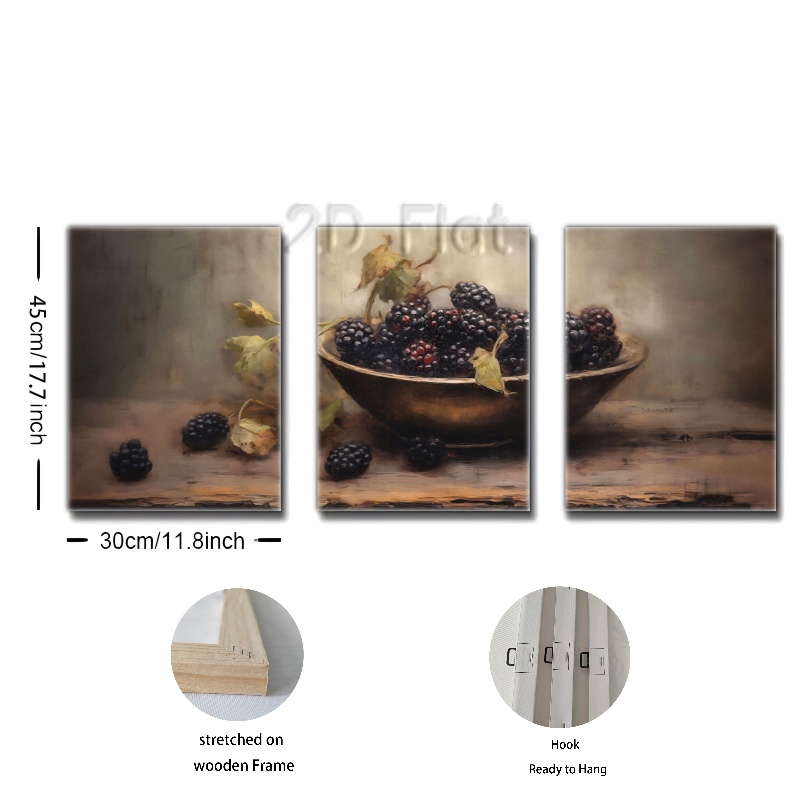 2D Flat
45cm/17.7inch
30cm/11.8inch
stretched on
wooden Frame
Hook
Ready to Hang